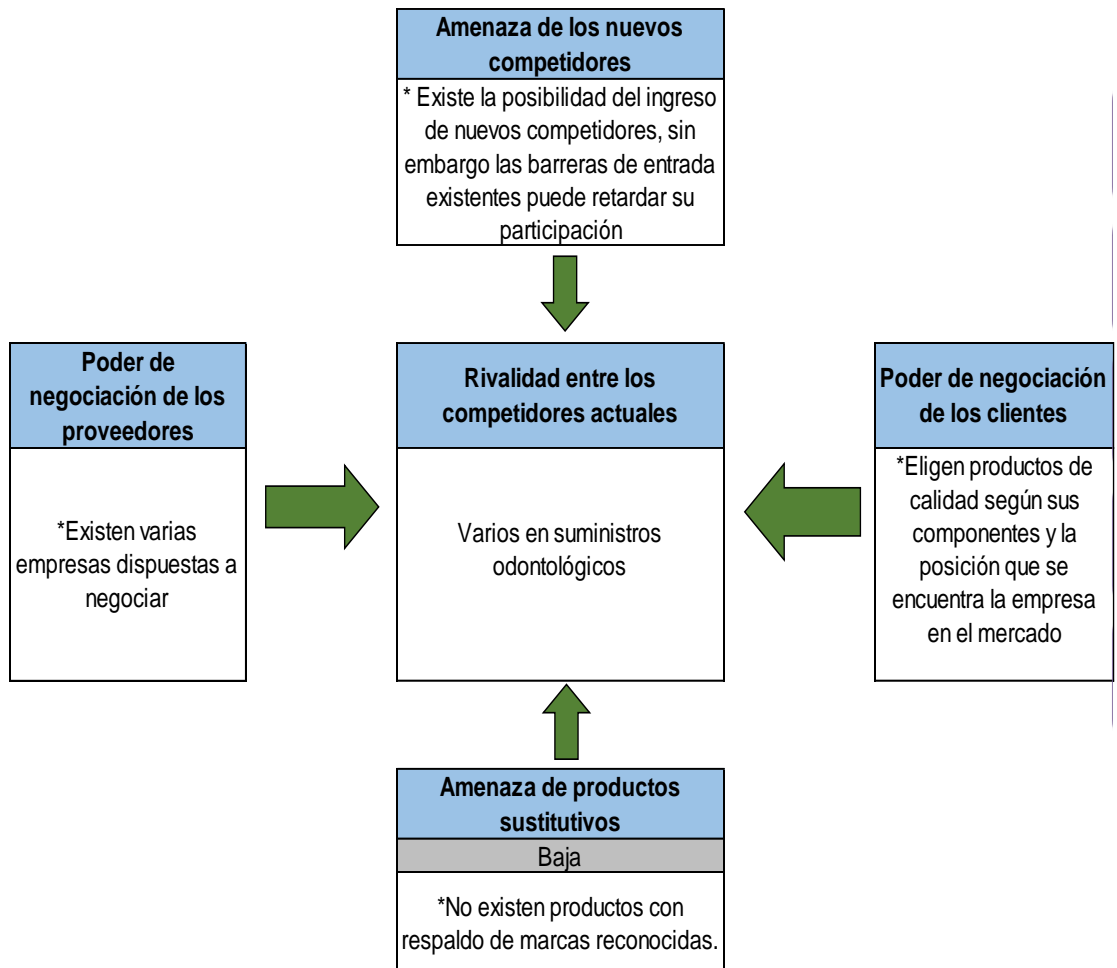 Amenaza de los nuevos
competidores
* Existe la posibilidad del ingreso
de nuevos competidores, sin
embargo las barreras de entrada
existentes puede retardar su
participación
Poder de
negociación de los
proveedores
*Existen varias
empresas dispuestas a
negociar
Rivalidad entre los
competidores actuales
Varios en suministros
odontológicos
Poder de negociación
de los clientes
*Eligen productos de
calidad según sus
componentes y la
posición que se
encuentra la empresa
en el mercado
Amenaza de productos
sustitutivos
Baja
*No existen productos con
respaldo de marcas reconocidas.